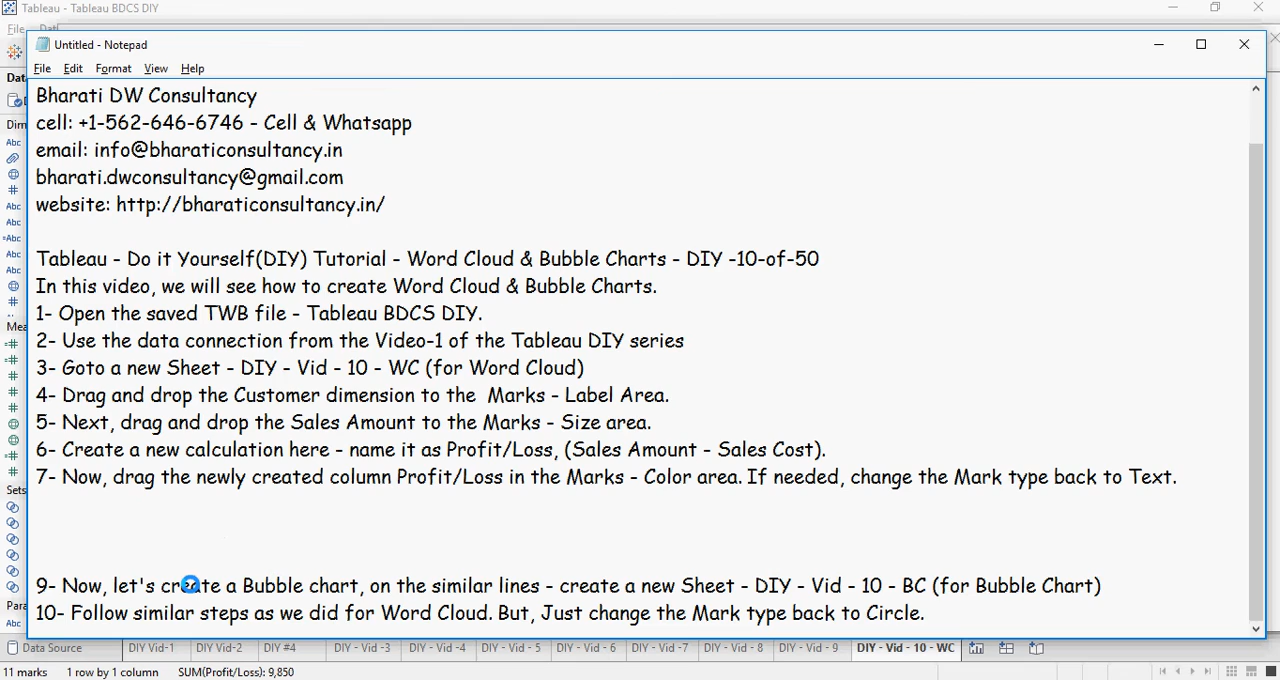 Tableau - Tableau BDCS DIY
File
Untitled - Notepad
File Edit Format View Help
Bharati DW Consultancy
cell: +1-562-646-6746 - Cell & Whatsapp
email: info@bharaticonsultancy.in
bharati.dwconsultancy@gmail.com
website: http://bharaticonsultancy.in/
Tableau - Do it Yourself(DIY) Tutorial - Word Cloud & Bubble Charts - DIY -10-of-50
In this video, we will see how to create Word Cloud & Bubble Charts.
1- Open the saved TWB file - Tableau BDCS DIY.
2- Use the data connection from the Video-1 of the Tableau DIY series
3- Goto a new Sheet - DIY - Vid - 10 - WC (for Word Cloud)
4- Drag and drop the Customer dimension to the  Marks - Label Area.
5- Next, drag and drop the Sales Amount to the Marks - Size area.
6- Create a new calculation here - name it as Profit/Loss, (Sales Amount - Sales Cost).
7- Now, drag the newly created column Profit/Loss in the Marks - Color area. If needed, change the Mark type back to Text.
9- Now, let's create a Bubble chart, on the similar lines - create a new Sheet - DIY - Vid - 10 - BC (for Bubble Chart)
10- Follow similar steps as we did for Word Cloud. But, Just change the Mark type back to Circle.
Data Source DIY Vid-1 DIY Vid-2 DIY #4 DIY - Vid -3 DIY - Vid -4 DIY - Vid - 5 DIY - Vid - 6 DIY - Vid -7 DIY - Vid - 8 DIY - Vid - 9 DIY - Vid - 10 - WC
11 marks 1 row by 1 column SUM(Profit/Loss): 9,850